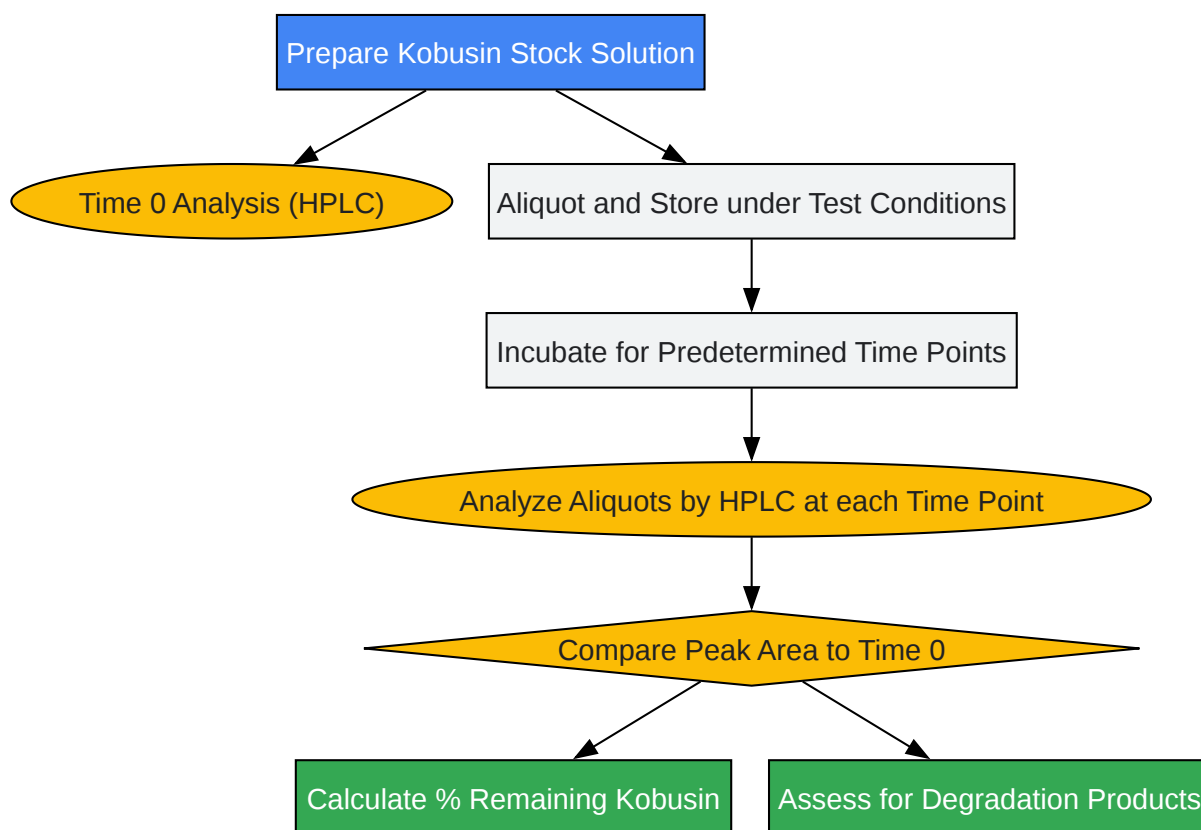 Prepare Kobusin Stock Solution
Time 0 Analysis (HPLC)
Aliquot and Store under Test Conditions
Incubate for Predetermined Time Points
Analyze Aliquots by HPLC at each Time Point
Compare Peak Area to Time 0
Calculate % Remaining Kobusin
Assess for Degradation Products